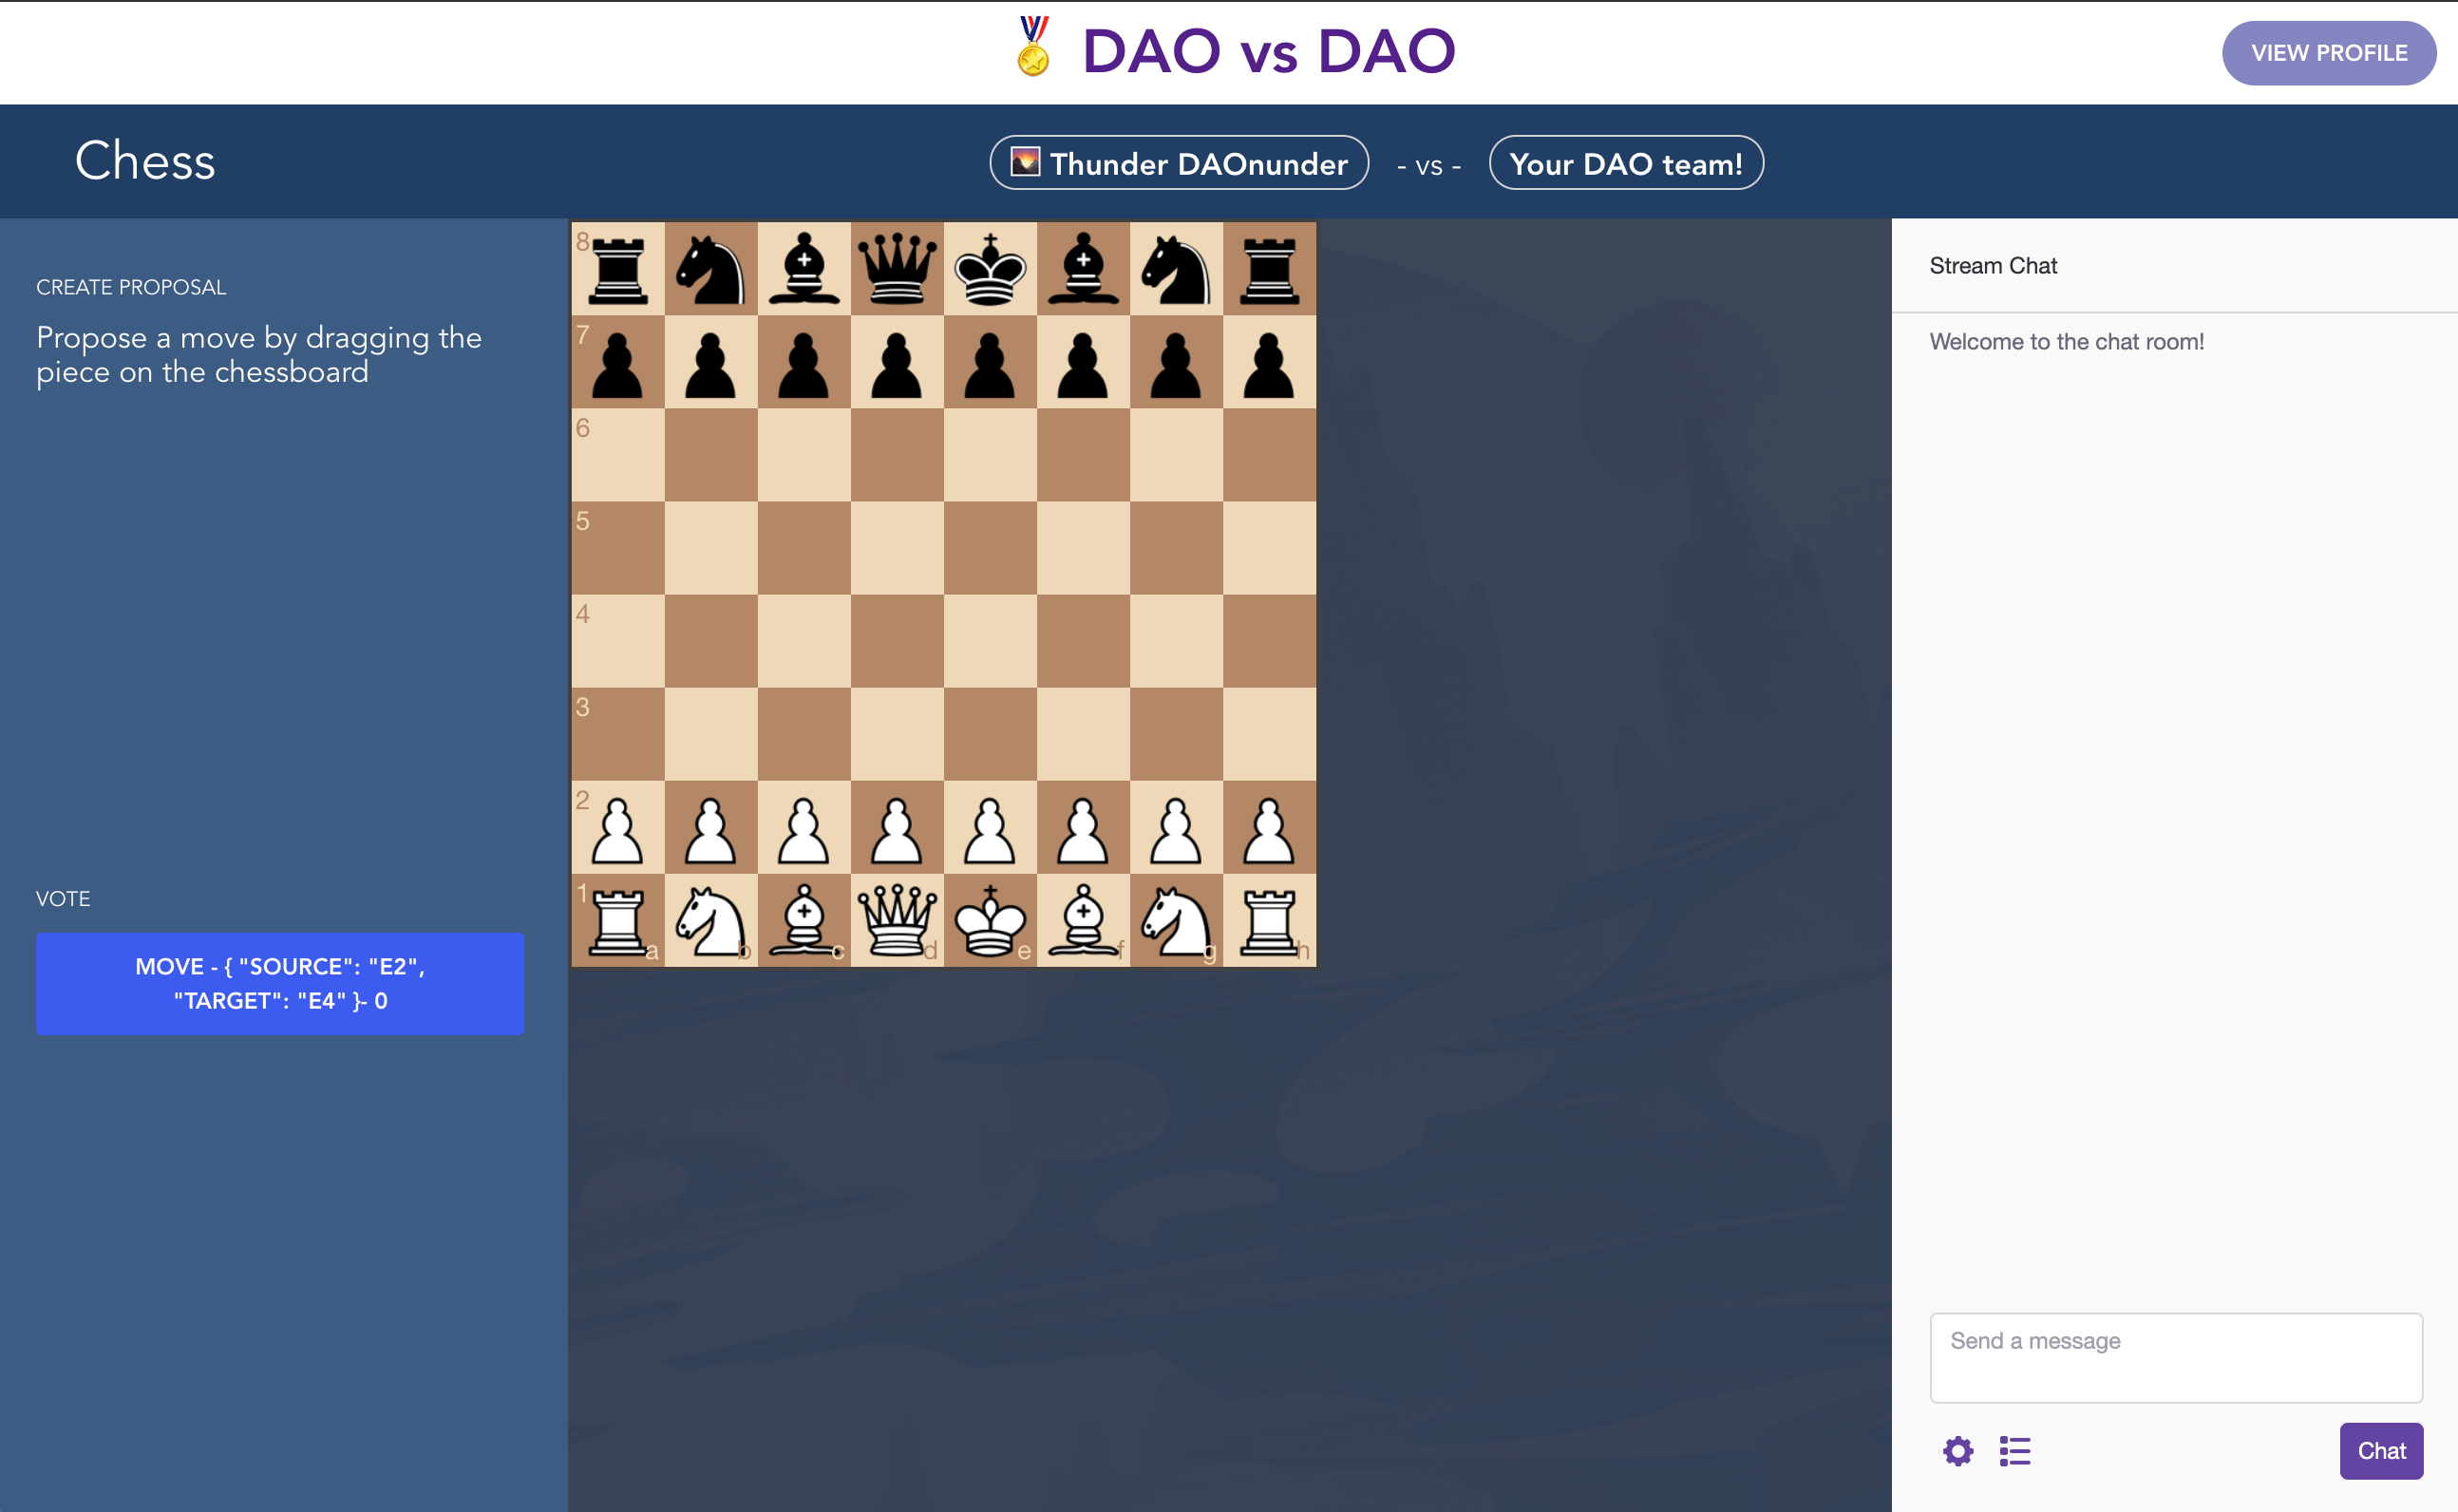 DAO vs DAO
VIEW PROFILE
Chess
Thunder DAOnunder
- vs -
Your DAO team!
CREATE PROPOSAL
Propose a move by dragging the
piece on the chessboard
VOTE
MOVE - { "SOURCE": "E2",
"TARGET": "E4" }- 0
8
7
6
5
4
3
2
1
a b c d e f g h
Stream Chat
Welcome to the chat room!
Send a message
Chat